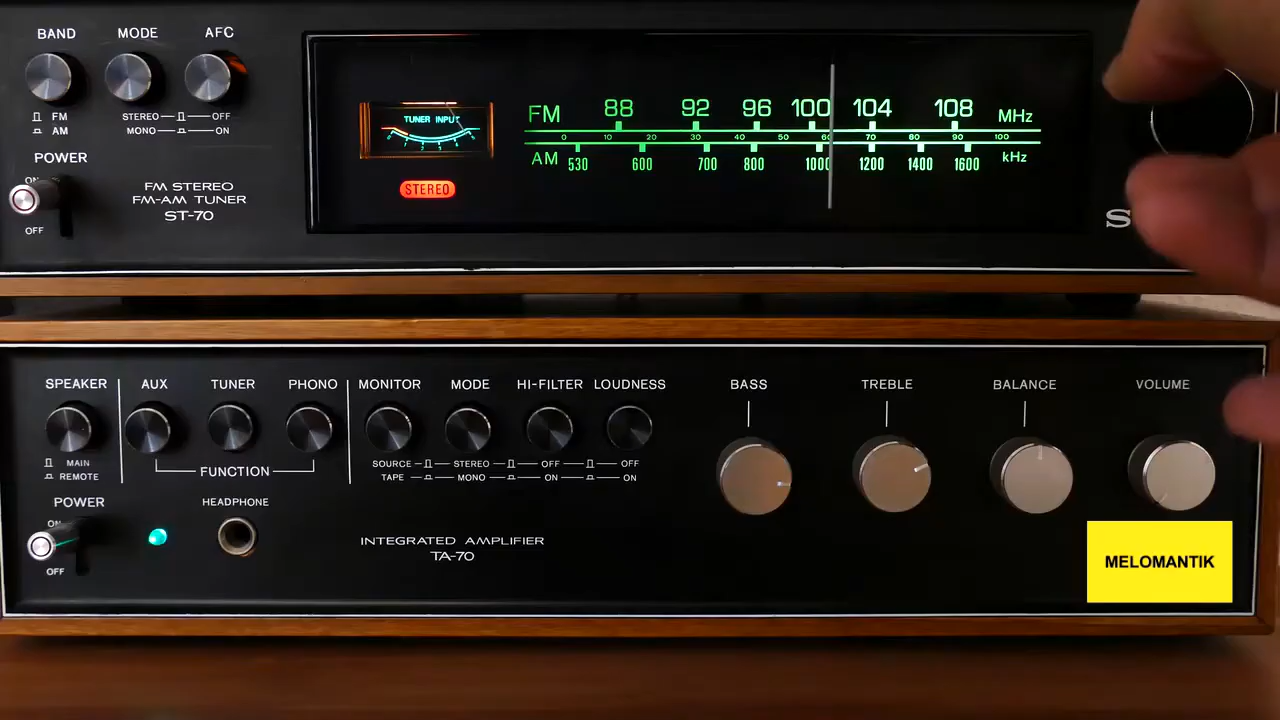 BAND MODE AFC
FM STEREO OFF
AM MONO ON
POWER
ON
OFF
FM STEREO
FM-AM TUNER
ST-70
TUNER INPUT
STEREO
FM 88 92 96 100 104 108 MHz
0 10 20 30 40 50 60 70 80 90 100
AM 530 600 700 800 1000 1200 1400 1600 kHz
S
SPEAKER AUX TUNER PHONO MONITOR MODE HI-FILTER LOUDNESS BASS TREBLE BALANCE VOLUME
MAIN
REMOTE
FUNCTION
SOURCE STEREO OFF OFF
TAPE MONO ON ON
POWER
ON
OFF
HEADPHONE
INTEGRATED AMPLIFIER
TA-70
MELOMANTIK